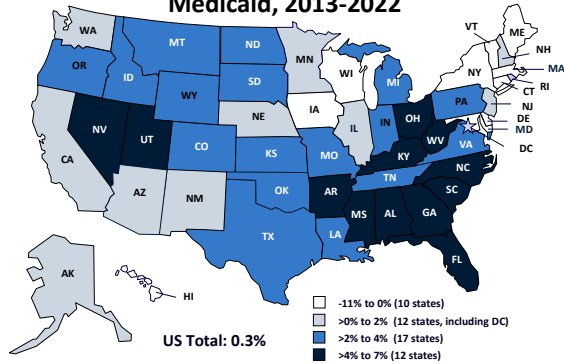 Medicaid, 2013-2022
WA
MT
ND
MN
VT
ME
NH
MA
RI
CT
NJ
DE
MD
DC
OR
ID
WY
SD
WI
MI
NY
PA
NV
UT
CO
NE
KS
IA
MO
IL
IN
OH
WV
VA
KY
CA
AZ
NM
OK
TX
AR
LA
TN
NC
SC
MS
AL
GA
FL
AK
HI
US Total: 0.3%
-11% to 0% (10 states)
>0% to 2% (12 states, including DC)
>2% to 4% (17 states)
>4% to 7% (12 states)